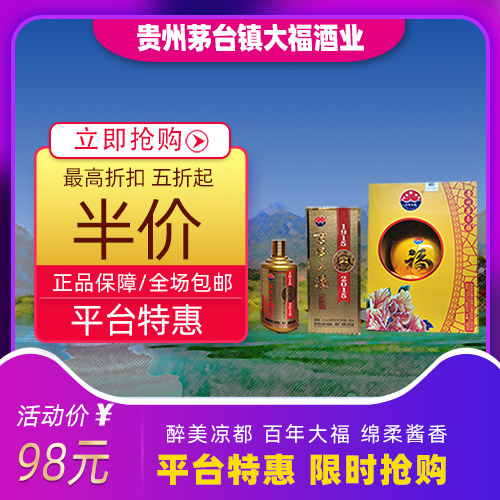 贵州茅台镇大福酒业
立即抢购
最高折扣 五折起
半价
正品保障/全场包邮
平台特惠
1915
2015
福
活动价 ¥
98元
醉美凉都 百年大福 绵柔酱香
平台特惠 限时抢购